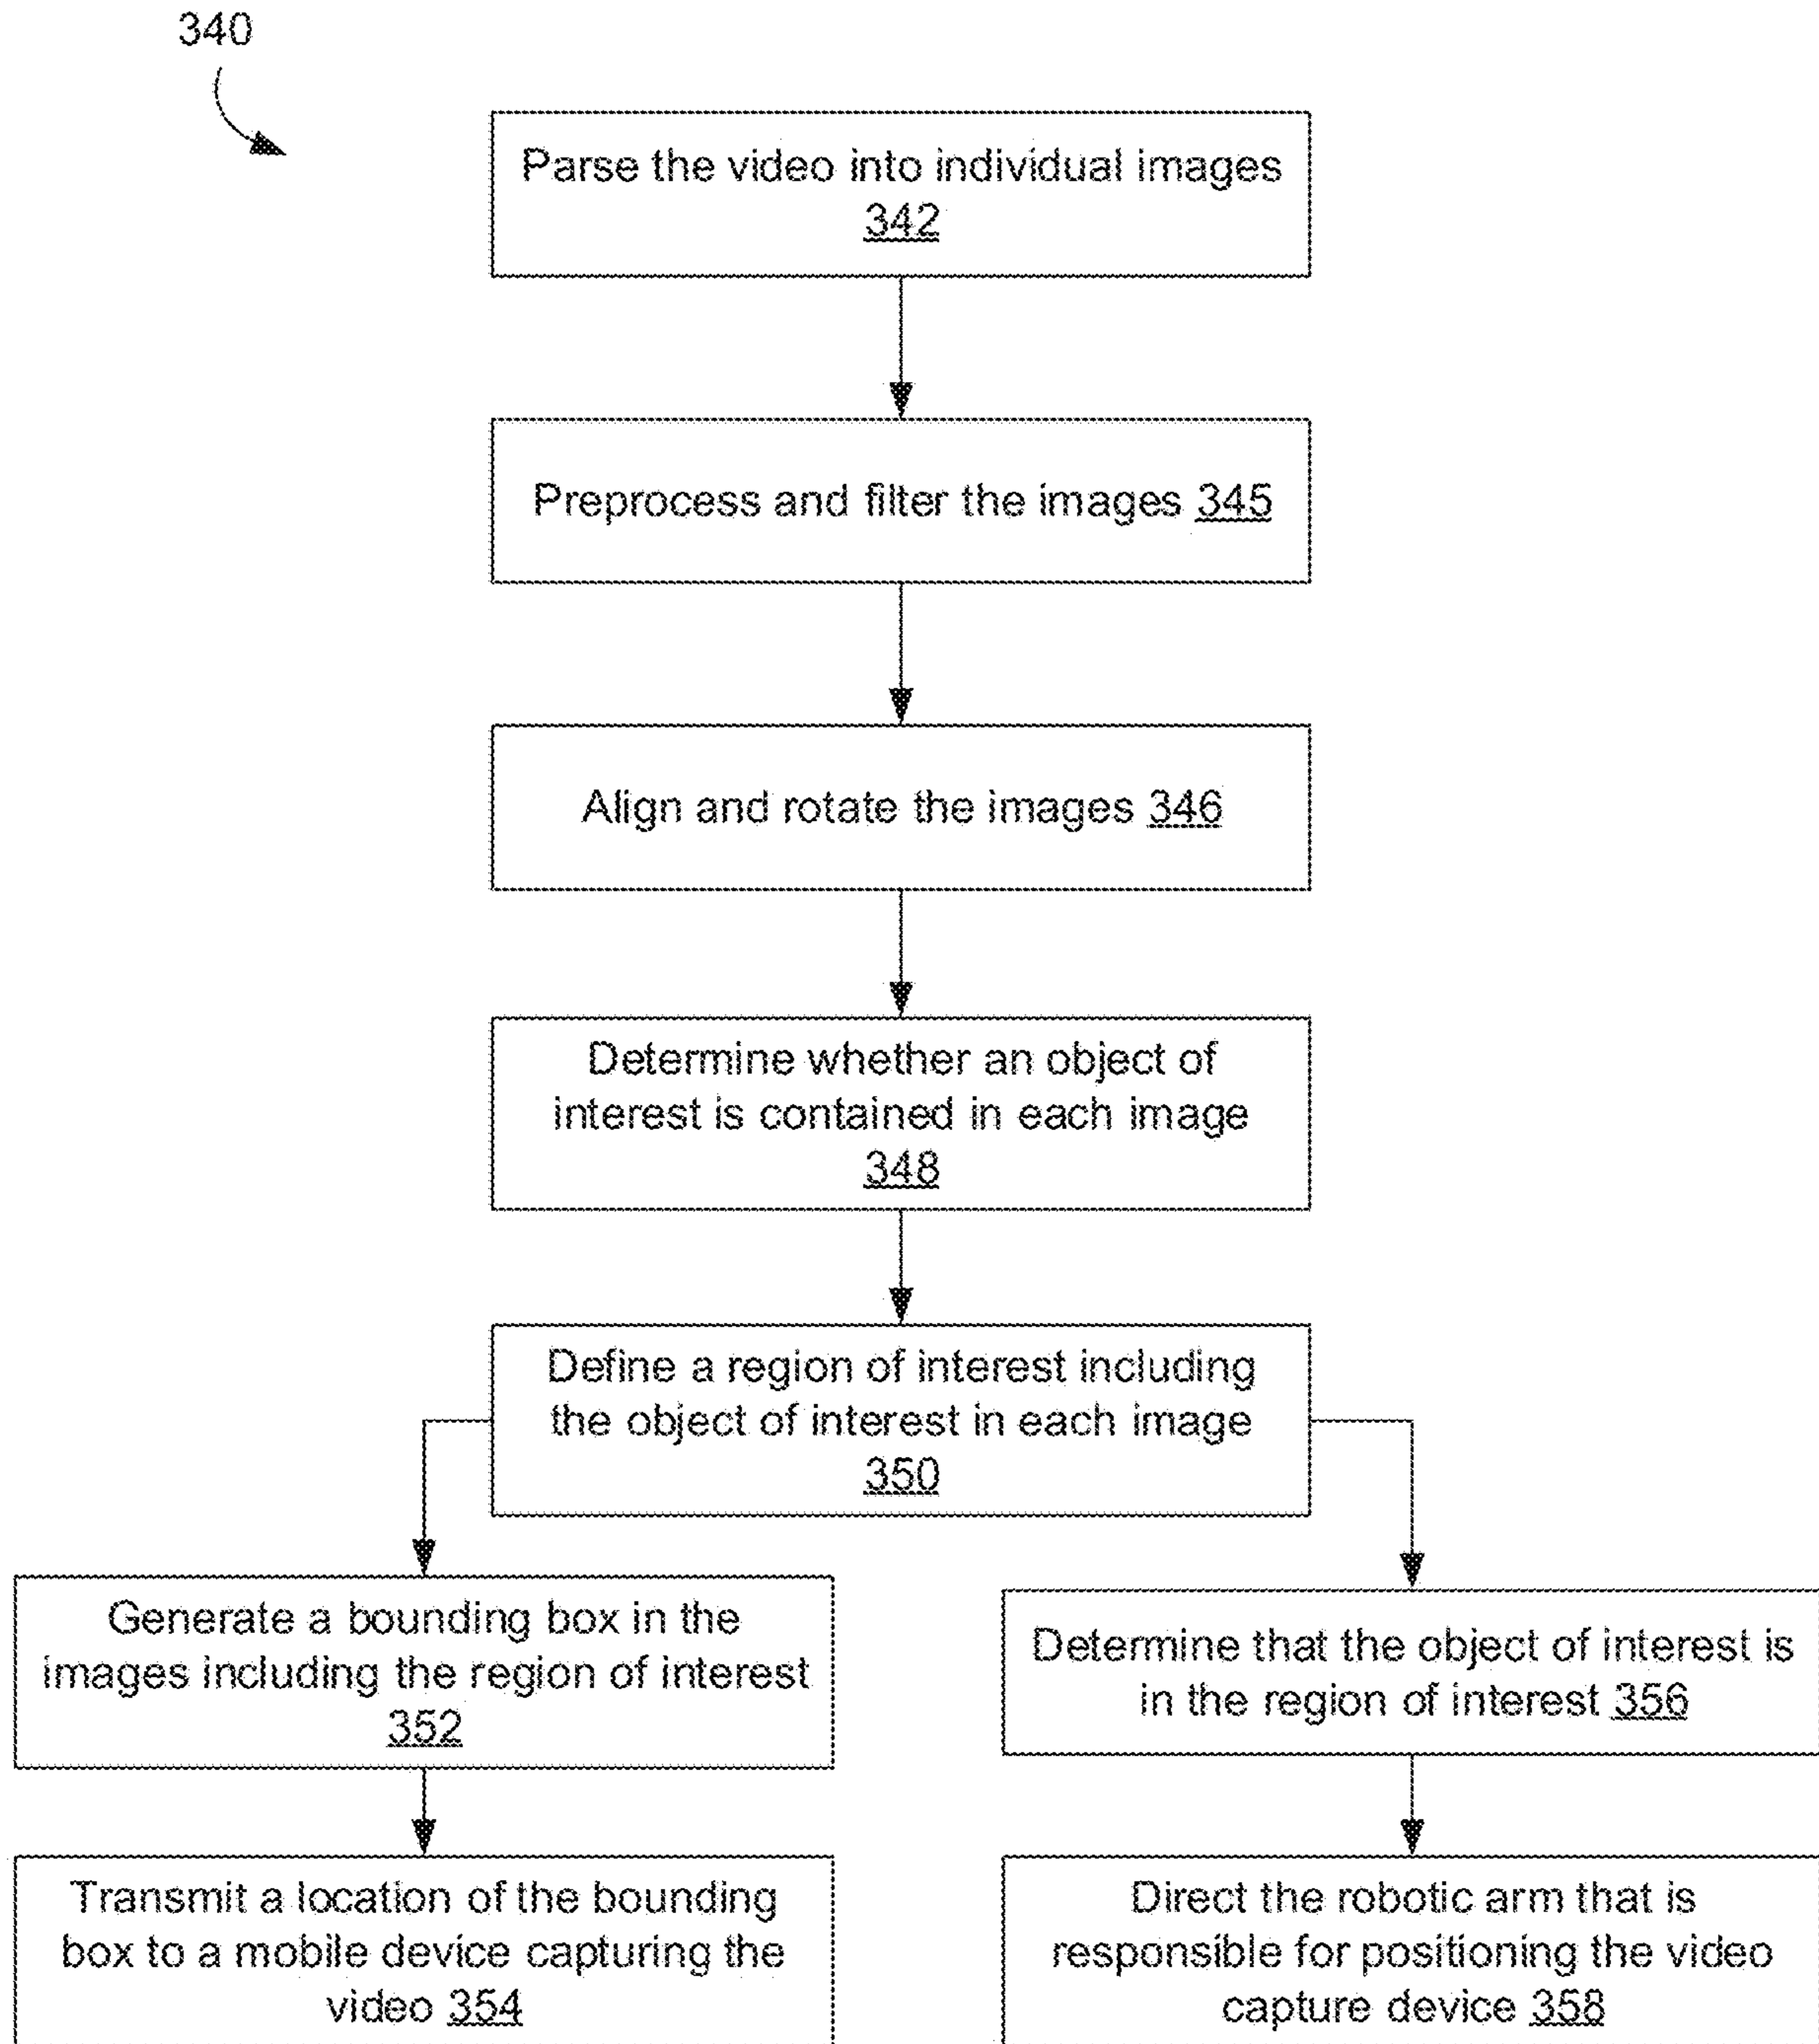 340
Parse the video into individual images
342
Preprocess and filter the images 345
Align and rotate the images 346
Determine whether an object of
interest is contained in each image
348
Define a region of interest including
the object of interest in each image
350
Generate a bounding box in the
images including the region of interest
352
Transmit a location of the bounding
box to a mobile device capturing the
video 354
Determine that the object of interest is
in the region of interest 356
Direct the robotic arm that is
responsible for positioning the video
capture device 358